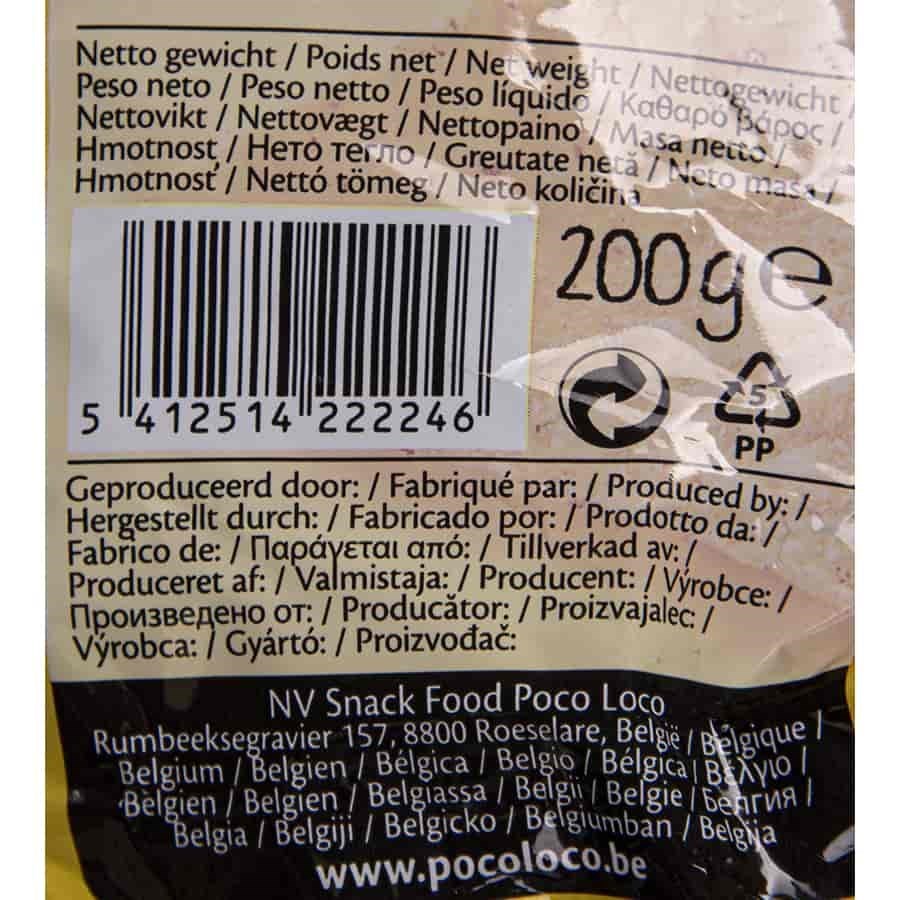 Netto gewicht / Poids net / Net weight / Nettogewicht /
Peso neto / Peso netto / Peso líquido / Καθαρό βάρος /
Nettovikt / Nettovægt / Nettopaino / Masa netto /
Hmotnosť / Нето тегло / Greutate netă / Neto masa /
Hmotnosť / Nettó tömeg / Neto količina
200g e
5 412514 222246
5
PP
Geproduceerd door: / Fabriqué par: / Produced by: /
Hergestellt durch: / Fabricado por: / Prodotto da: /
Fabrico de: / Παράγεται από: / Tillverkad av: /
Produceret af: / Valmistaja: / Producent: / Výrobce: /
Произведено от: / Producător: / Proizvajalec: /
Výrobca: / Gyártó: / Proizvođač:
NV Snack Food Poco Loco
Rumbeeksegravier 157, 8800 Roeselare, België / Belgique /
Belgium / Belgien / Bélgica / Belgio / Bélgica / Βέλγιο /
Belgien / Belgien / Belgiassa / Belgii / Belgie / Белгия /
Belgia / Belgiji / Belgicko / Belgiumban / Belgija
www.pocoloco.be